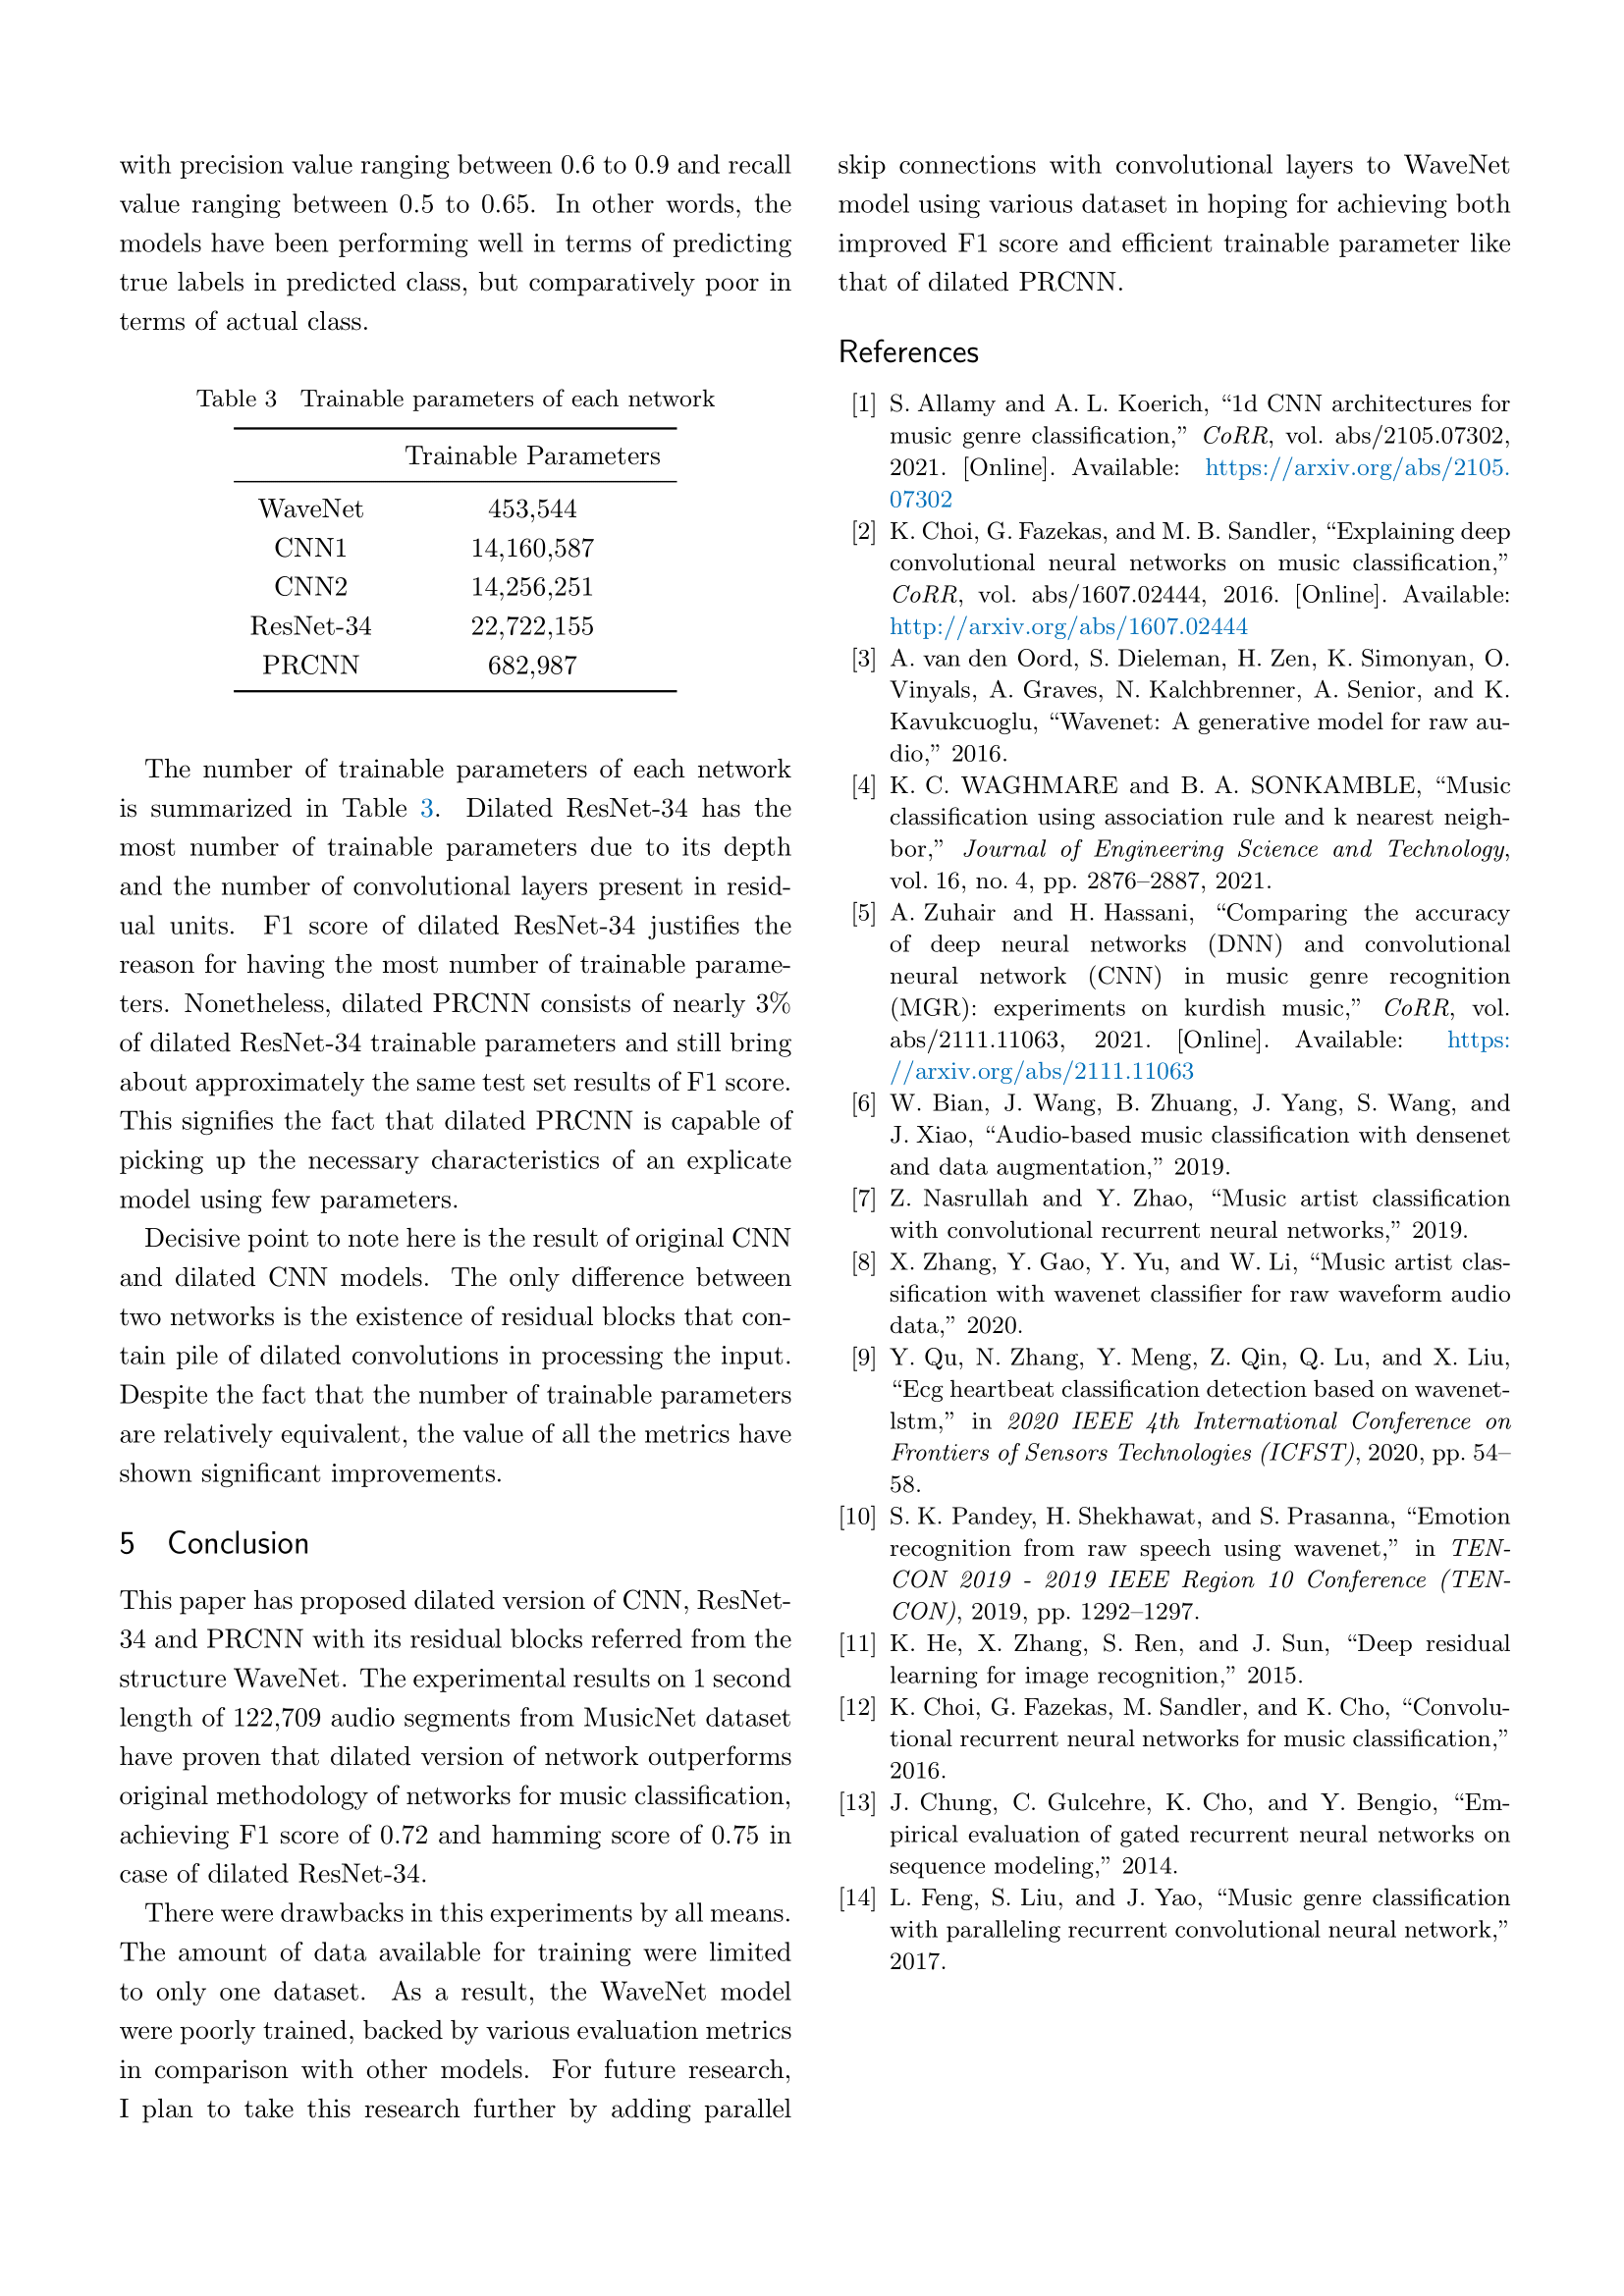 with precision value ranging between 0.6 to 0.9 and recall
value ranging between 0.5 to 0.65. In other words, the
models have been performing well in terms of predicting
true labels in predicted class, but comparatively poor in
terms of actual class.
Table 3 Trainable parameters of each network
Trainable Parameters
WaveNet 453,544
CNN1 14,160,587
CNN2 14,256,251
ResNet-34 22,722,155
PRCNN 682,987
The number of trainable parameters of each network
is summarized in Table 3. Dilated ResNet-34 has the
most number of trainable parameters due to its depth
and the number of convolutional layers present in resid-
ual units. F1 score of dilated ResNet-34 justifies the
reason for having the most number of trainable parame-
ters. Nonetheless, dilated PRCNN consists of nearly 3%
of dilated ResNet-34 trainable parameters and still bring
about approximately the same test set results of F1 score.
This signifies the fact that dilated PRCNN is capable of
picking up the necessary characteristics of an explicate
model using few parameters.
Decisive point to note here is the result of original CNN
and dilated CNN models. The only difference between
two networks is the existence of residual blocks that con-
tain pile of dilated convolutions in processing the input.
Despite the fact that the number of trainable parameters
are relatively equivalent, the value of all the metrics have
shown significant improvements.
5 Conclusion
This paper has proposed dilated version of CNN, ResNet-
34 and PRCNN with its residual blocks referred from the
structure WaveNet. The experimental results on 1 second
length of 122,709 audio segments from MusicNet dataset
have proven that dilated version of network outperforms
original methodology of networks for music classification,
achieving F1 score of 0.72 and hamming score of 0.75 in
case of dilated ResNet-34.
There were drawbacks in this experiments by all means.
The amount of data available for training were limited
to only one dataset. As a result, the WaveNet model
were poorly trained, backed by various evaluation metrics
in comparison with other models. For future research,
I plan to take this research further by adding parallel
skip connections with convolutional layers to WaveNet
model using various dataset in hoping for achieving both
improved F1 score and efficient trainable parameter like
that of dilated PRCNN.
References
[1] S. Allamy and A. L. Koerich, “1d CNN architectures for
music genre classification,” CoRR, vol. abs/2105.07302,
2021. [Online]. Available: https://arxiv.org/abs/2105.
07302
[2] K. Choi, G. Fazekas, and M. B. Sandler, “Explaining deep
convolutional neural networks on music classification,”
CoRR, vol. abs/1607.02444, 2016. [Online]. Available:
http://arxiv.org/abs/1607.02444
[3] A. van den Oord, S. Dieleman, H. Zen, K. Simonyan, O.
Vinyals, A. Graves, N. Kalchbrenner, A. Senior, and K.
Kavukcuoglu, “Wavenet: A generative model for raw au-
dio,” 2016.
[4] K. C. WAGHMARE and B. A. SONKAMBLE, “Music
classification using association rule and k nearest neigh-
bor,” Journal of Engineering Science and Technology,
vol. 16, no. 4, pp. 2876–2887, 2021.
[5] A. Zuhair and H. Hassani, “Comparing the accuracy
of deep neural networks (DNN) and convolutional
neural network (CNN) in music genre recognition
(MGR): experiments on kurdish music,” CoRR, vol.
abs/2111.11063, 2021. [Online]. Available: https:
//arxiv.org/abs/2111.11063
[6] W. Bian, J. Wang, B. Zhuang, J. Yang, S. Wang, and
J. Xiao, “Audio-based music classification with densenet
and data augmentation,” 2019.
[7] Z. Nasrullah and Y. Zhao, “Music artist classification
with convolutional recurrent neural networks,” 2019.
[8] X. Zhang, Y. Gao, Y. Yu, and W. Li, “Music artist clas-
sification with wavenet classifier for raw waveform audio
data,” 2020.
[9] Y. Qu, N. Zhang, Y. Meng, Z. Qin, Q. Lu, and X. Liu,
“Ecg heartbeat classification detection based on wavenet-
lstm,” in 2020 IEEE 4th International Conference on
Frontiers of Sensors Technologies (ICFST), 2020, pp. 54–
58.
[10] S. K. Pandey, H. Shekhawat, and S. Prasanna, “Emotion
recognition from raw speech using wavenet,” in TEN-
CON 2019 - 2019 IEEE Region 10 Conference (TEN-
CON), 2019, pp. 1292–1297.
[11] K. He, X. Zhang, S. Ren, and J. Sun, “Deep residual
learning for image recognition,” 2015.
[12] K. Choi, G. Fazekas, M. Sandler, and K. Cho, “Convolu-
tional recurrent neural networks for music classification,”
2016.
[13] J. Chung, C. Gulcehre, K. Cho, and Y. Bengio, “Em-
pirical evaluation of gated recurrent neural networks on
sequence modeling,” 2014.
[14] L. Feng, S. Liu, and J. Yao, “Music genre classification
with paralleling recurrent convolutional neural network,”
2017.